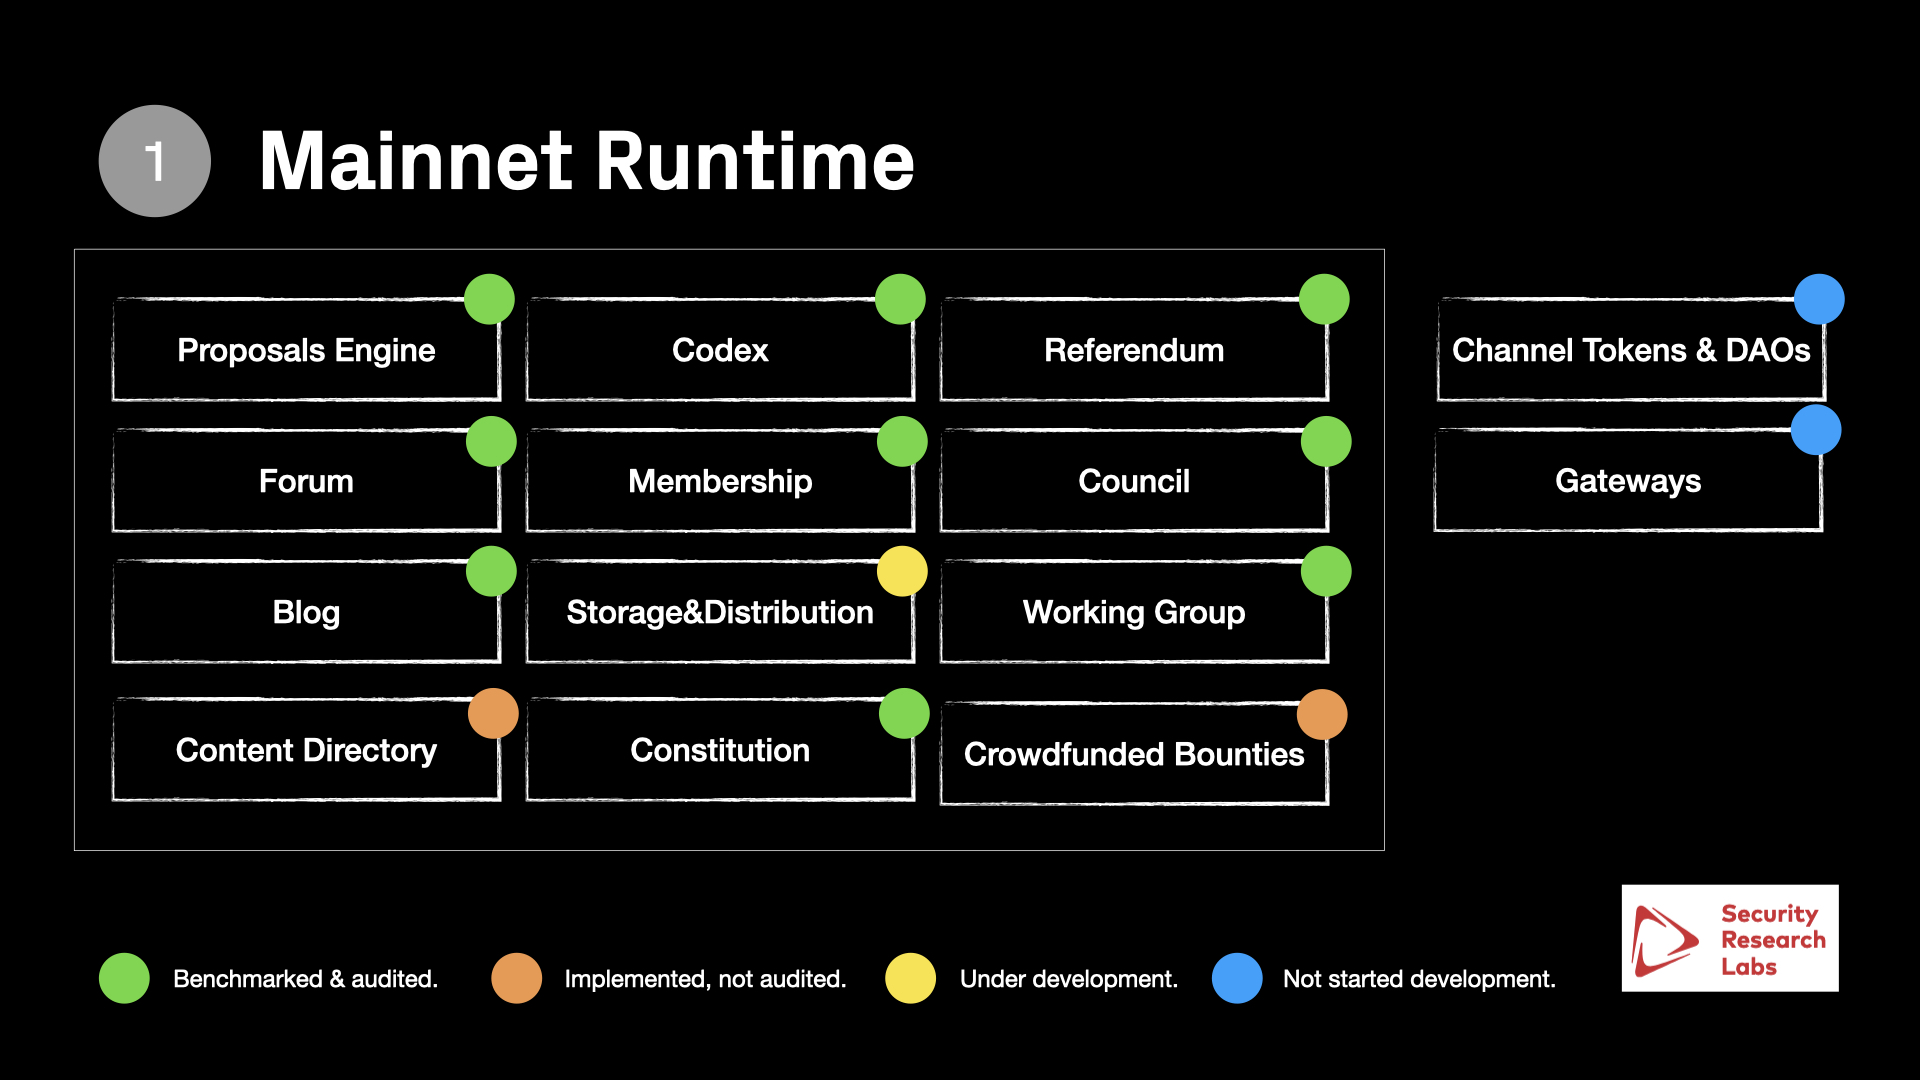 1
Mainnet Runtime
Proposals Engine
Codex
Referendum
Channel Tokens & DAOs
Forum
Membership
Council
Gateways
Blog
Storage&Distribution
Working Group
Content Directory
Constitution
Crowdfunded Bounties
Benchmarked & audited.
Implemented, not audited.
Under development.
Not started development.
Security
Research
Labs